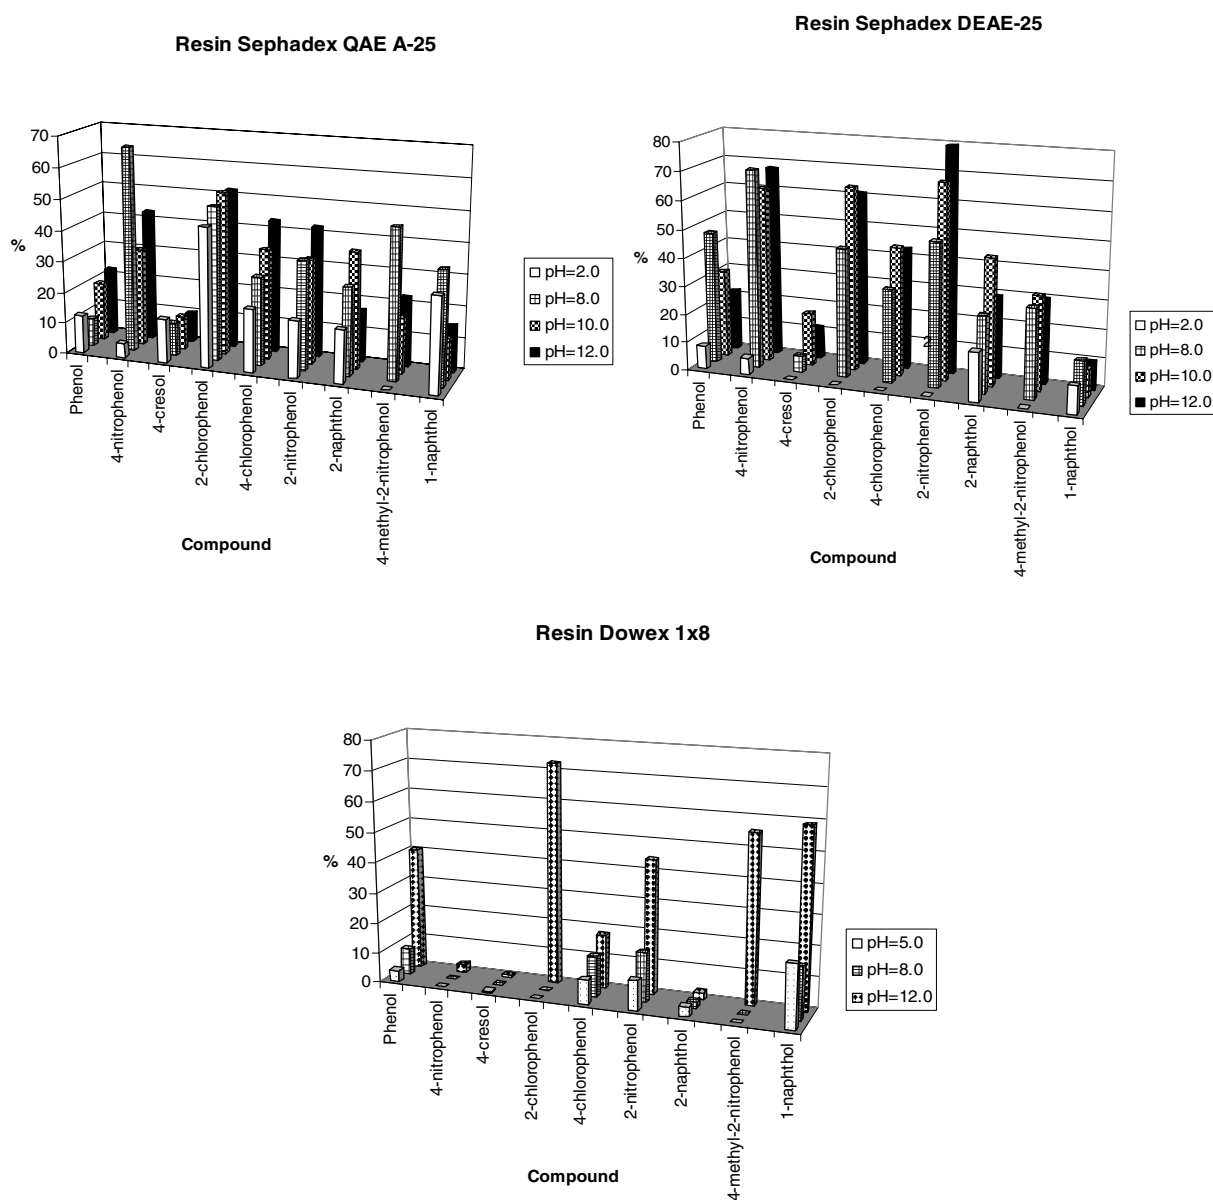 Resin Sephadex QAE A-25
70
60
50
40
30
20
10
0
%
Phenol
4-nitrophenol
4-cresol
2-chlorophenol
4-chlorophenol
2-nitrophenol
2-naphthol
4-methyl-2-nitrophenol
1-naphthol
Compound
pH=2.0
pH=8.0
pH=10.0
pH=12.0
Resin Sephadex DEAE-25
80
70
60
50
40
30
20
10
0
%
Phenol
4-nitrophenol
4-cresol
2-chlorophenol
4-chlorophenol
2-nitrophenol
2-naphthol
4-methyl-2-nitrophenol
1-naphthol
Compound
pH=2.0
pH=8.0
pH=10.0
pH=12.0
Resin Dowex 1x8
80
70
60
50
40
30
20
10
0
%
Phenol
4-nitrophenol
4-cresol
2-chlorophenol
4-chlorophenol
2-nitrophenol
2-naphthol
4-methyl-2-nitrophenol
1-naphthol
Compound
pH=5.0
pH=8.0
pH=12.0